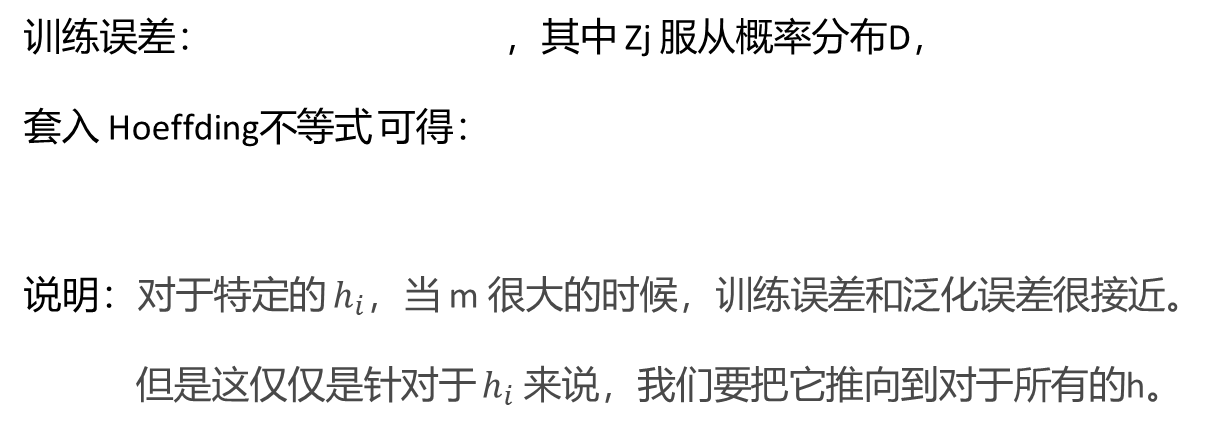 训练误差： ，其中 Zj 服从概率分布D，
套入 Hoeffding不等式 可得：
说明：对于特定的 hᵢ，当 m 很大的时候，训练误差和泛化误差很接近。
但是这仅仅是针对于 hᵢ 来说，我们要把它推向到对于所有的h。